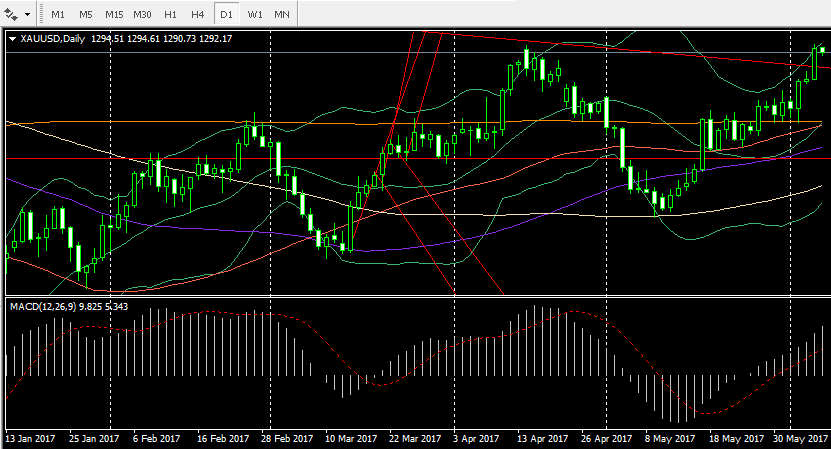 M1 M5 M15 M30 H1 H4 D1 W1 MN
XAUUSD,Daily 1294.51 1294.61 1290.73 1292.17
MACD(12,26,9) 9.825 5.343
13 Jan 2017 25 Jan 2017 6 Feb 2017 16 Feb 2017 28 Feb 2017 10 Mar 2017 22 Mar 2017 3 Apr 2017 13 Apr 2017 26 Apr 2017 8 May 2017 18 May 2017 30 May 2017